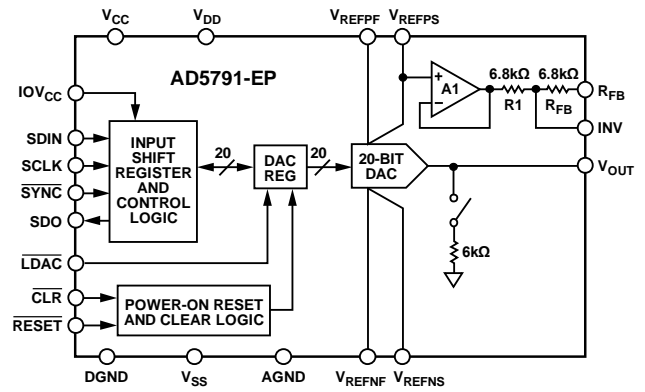 VCC
VDD
VREFPF
VREFPS
AD5791-EP
6.8kΩ
6.8kΩ
A1
R1
RFB
RFB
INV
IOVCC
SDIN
SCLK
SYNC
SDO
LDAC
CLR
RESET
INPUT
SHIFT
REGISTER
AND
CONTROL
LOGIC
20
DAC
REG
20
20-BIT
DAC
VOUT
6kΩ
POWER-ON RESET
AND CLEAR LOGIC
DGND
VSS
AGND
VREFNF
VREFNS